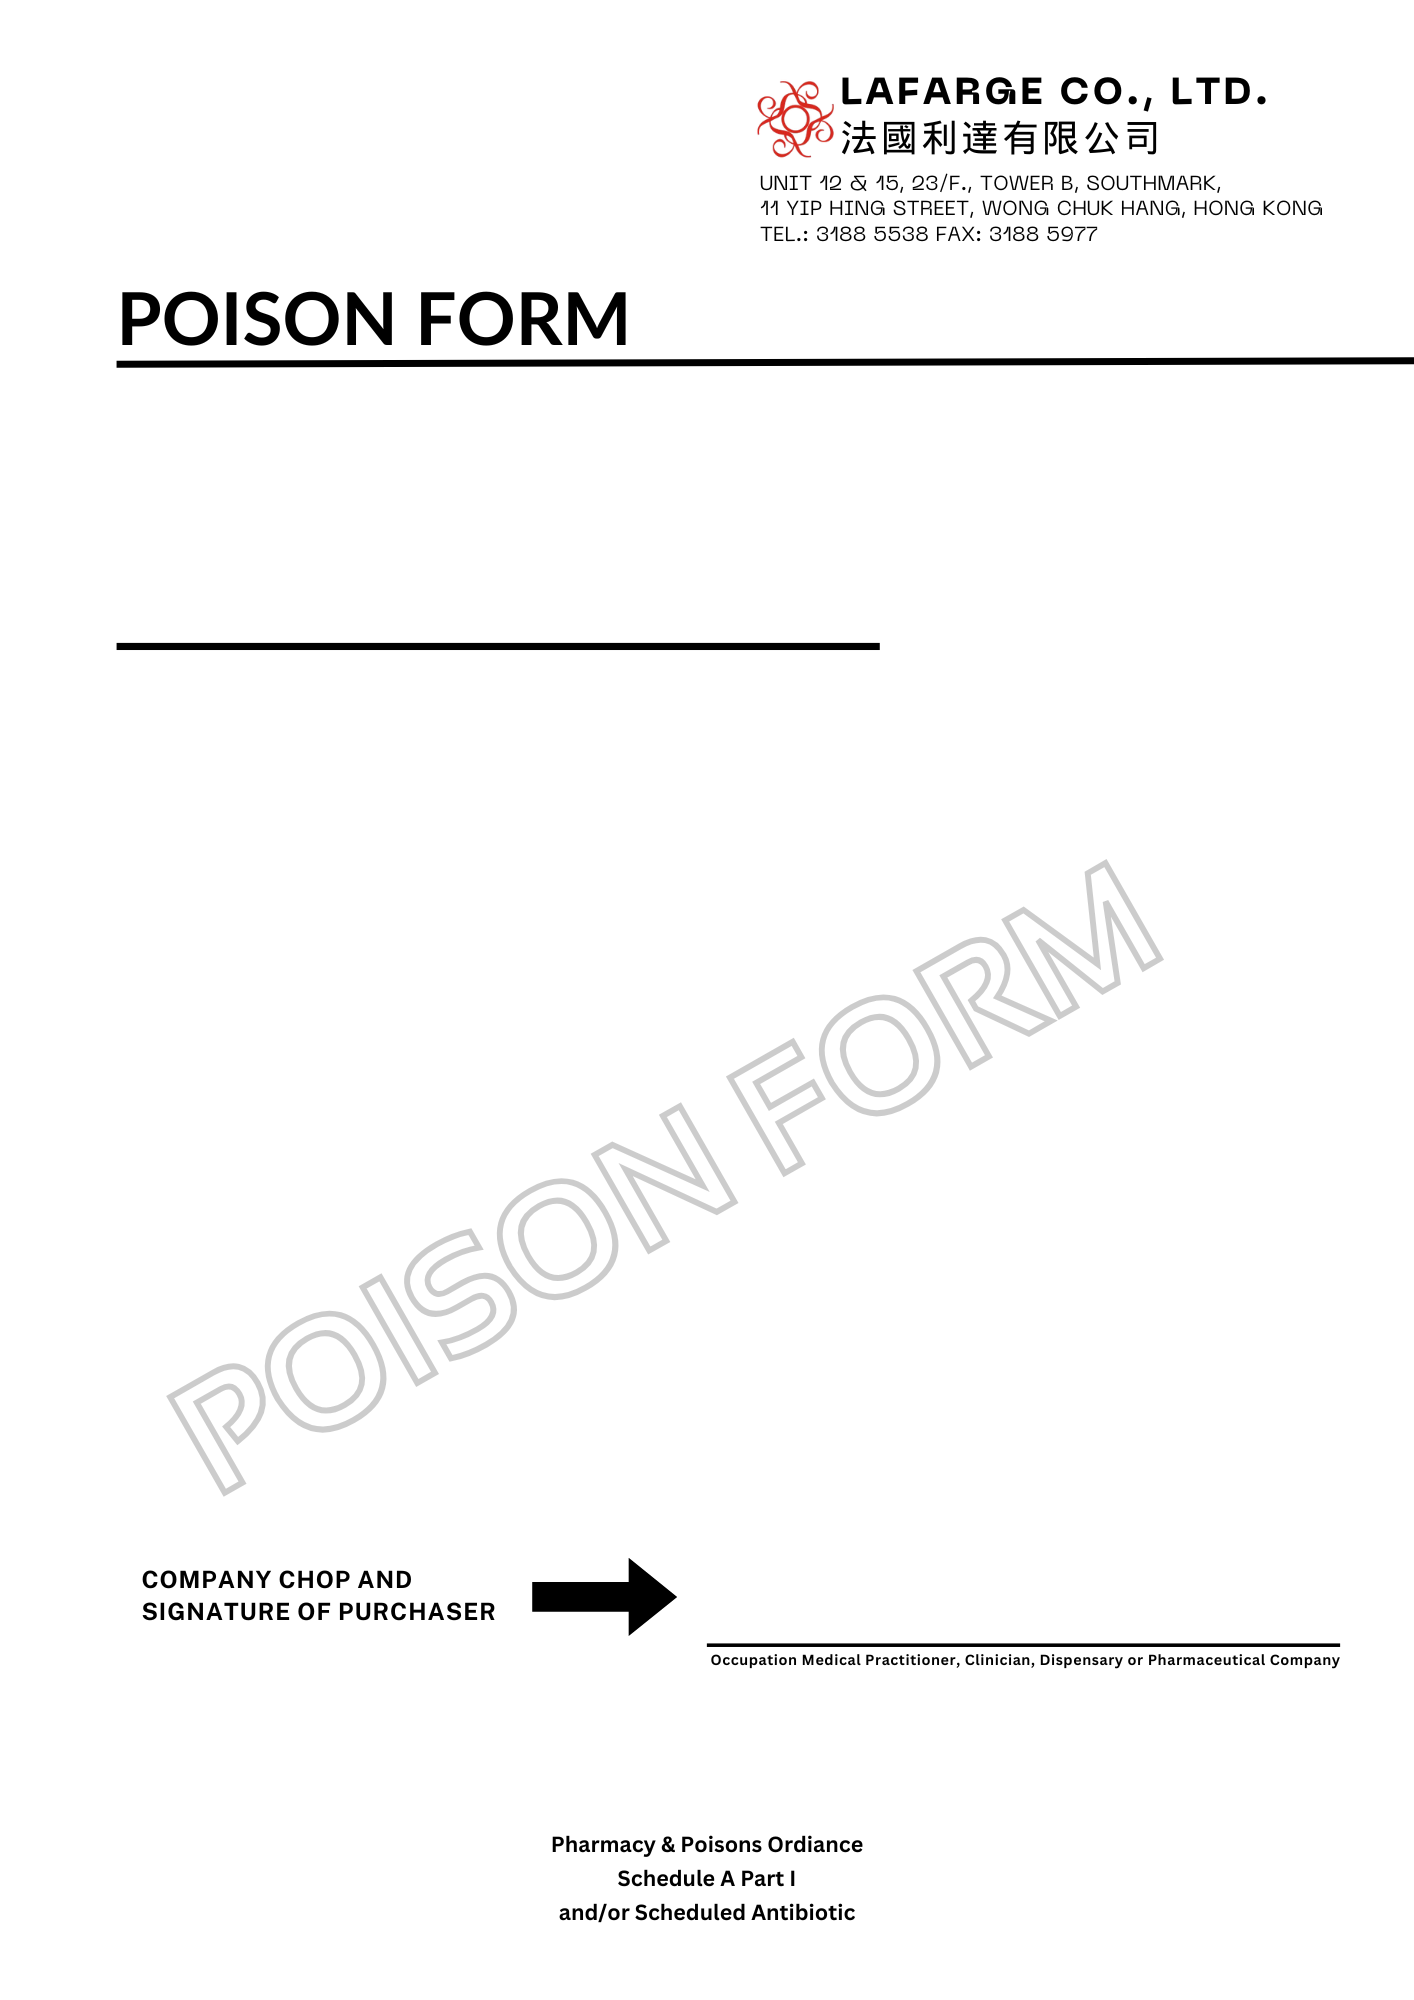 LAFARGE CO., LTD.
法國利達有限公司
UNIT 12 & 15, 23/F., TOWER B, SOUTHMARK,
11 YIP HING STREET, WONG CHUK HANG, HONG KONG
TEL.: 3188 5538 FAX: 3188 5977
POISON FORM
POISON FORM
COMPANY CHOP AND
SIGNATURE OF PURCHASER
Occupation Medical Practitioner, Clinician, Dispensary or Pharmaceutical Company
Pharmacy & Poisons Ordiance
Schedule A Part I
and/or Scheduled Antibiotic